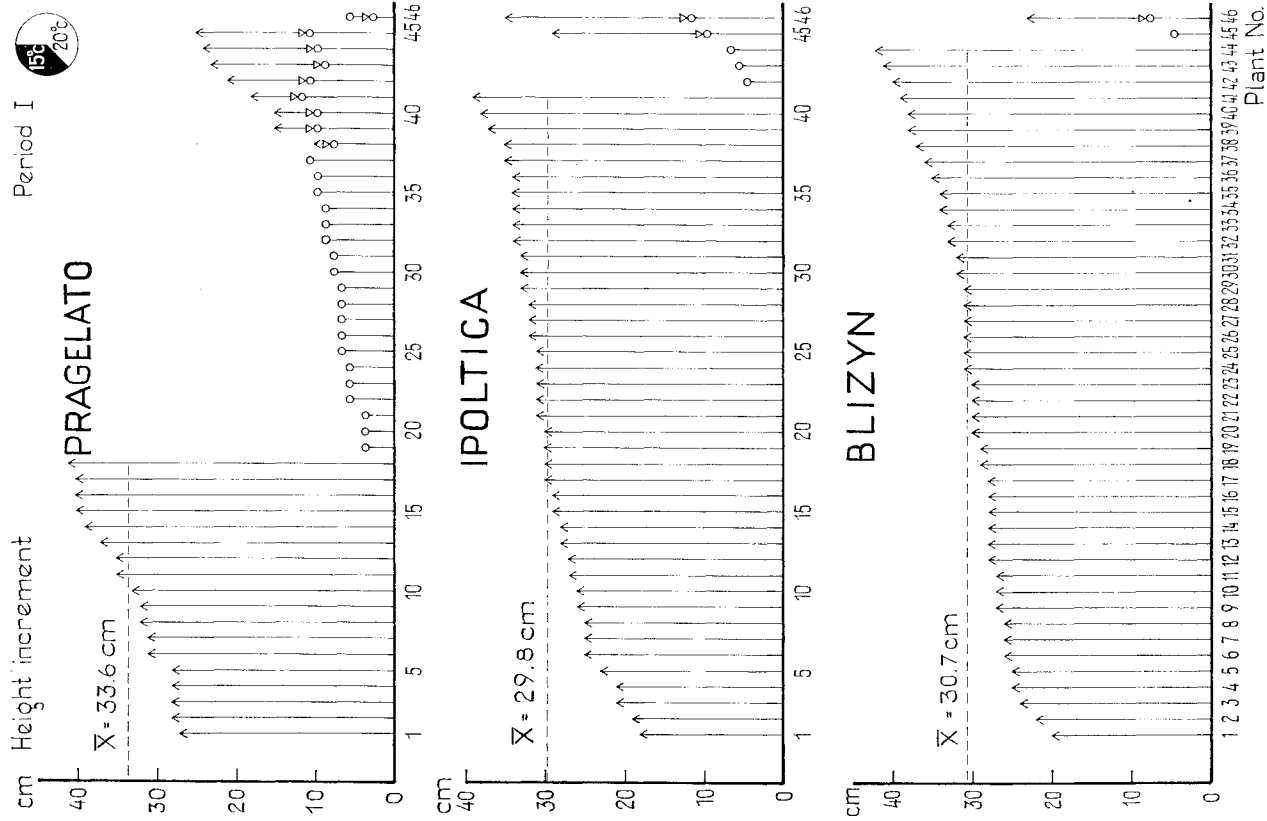 cm Height increment
Period I
15°C
20°C
PRAGELATO
X̅ = 33.6 cm
40
30
20
10
0
1 5 10 15 20 25 30 35 40 45 46
cm
IPOLTICA
X̅ = 29.8 cm
40
30
20
10
0
1 5 10 15 20 25 30 35 40 45 46
cm
BLIZYN
X̅ = 30.7 cm
40
30
20
10
0
1 2 3 4 5 6 7 8 9 10 11 12 13 14 15 16 17 18 19 20 21 22 23 24 25 26 27 28 29 30 31 32 33 34 35 36 37 38 39 40 41 42 43 44 45 46
Plant No.